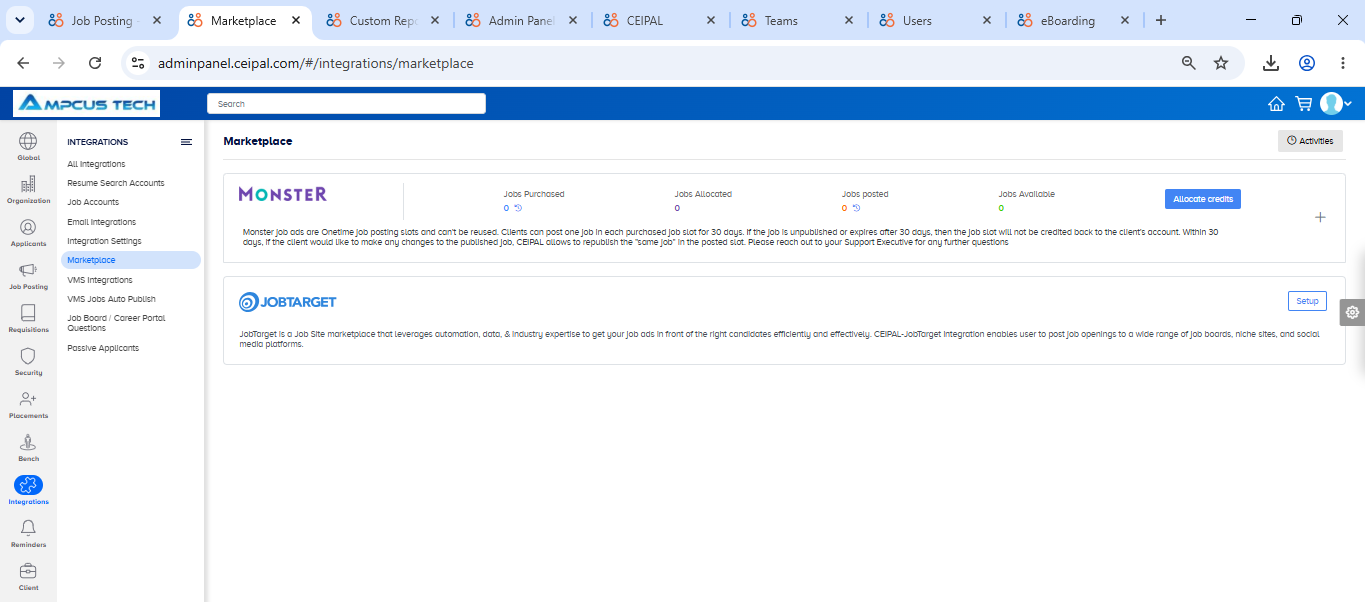 Job Posting
Marketplace
Custom Repo
Admin Panel
CEIPAL
Teams
Users
eBoarding
adminpanel.ceipal.com/#/integrations/marketplace
AMPCUS TECH
Search
Global
Organization
Applicants
Job Posting
Requisitions
Security
Placements
Bench
Integrations
Reminders
Client
INTEGRATIONS
All Integrations
Resume Search Accounts
Job Accounts
Email Integrations
Integration Settings
Marketplace
VMS Integrations
VMS Jobs Auto Publish
Job Board / Career Portal
Questions
Passive Applicants
Marketplace
Activities
MONSTER
Jobs Purchased
0
Jobs Allocated
0
Jobs posted
0
Jobs Available
0
Allocate credits
Monster job ads are Onetime job posting slots and can't be reused. Clients can post one job in each purchased job slot for 30 days. If the job is unpublished or expires after 30 days, then the job slot will not be credited back to the client's account. Within 30
days, if the client would like to make any changes to the published job, CEIPAL allows to republish the "same job" in the posted slot. Please reach out to your Support Executive for any further questions
JOBTARGET
Setup
JobTarget is a Job Site marketplace that leverages automation, data, & industry expertise to get your job ads in front of the right candidates efficiently and effectively. CEIPAL-JobTarget integration enables user to post job openings to a wide range of job boards, niche sites, and social
media platforms.